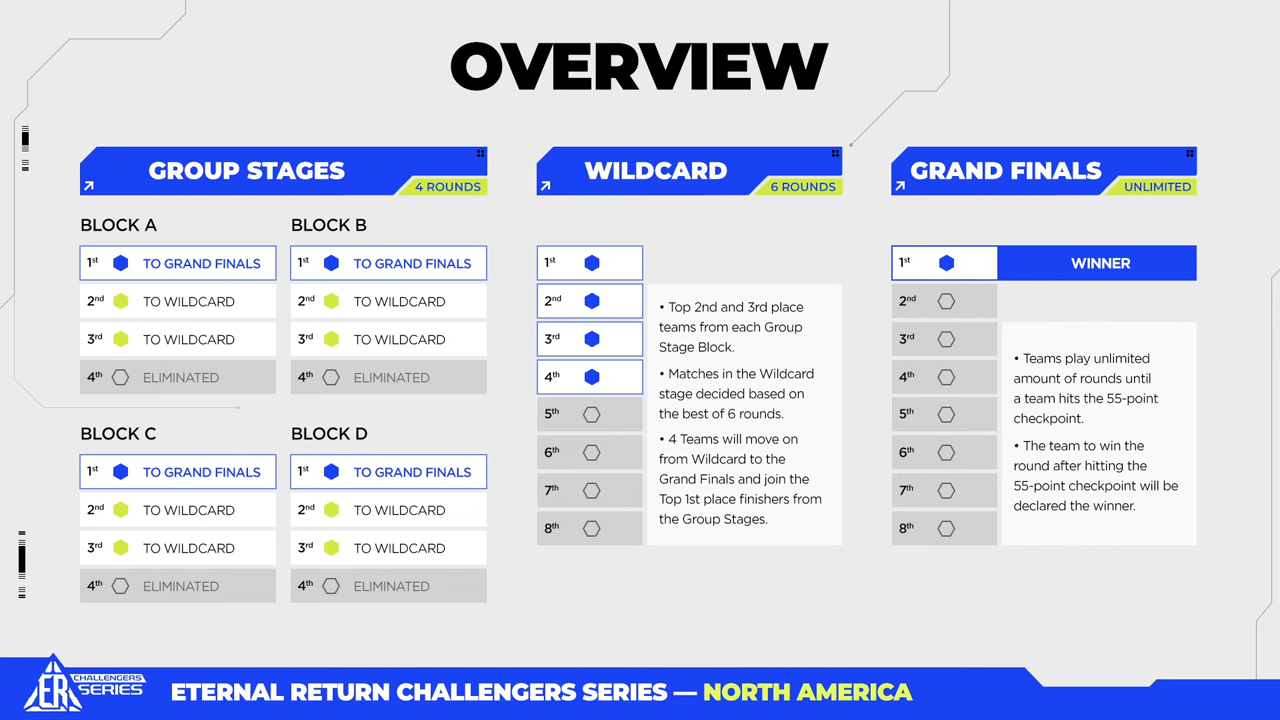 OVERVIEW
GROUP STAGES
4 ROUNDS
BLOCK A
1st TO GRAND FINALS
2nd TO WILDCARD
3rd TO WILDCARD
4th ELIMINATED
BLOCK B
1st TO GRAND FINALS
2nd TO WILDCARD
3rd TO WILDCARD
4th ELIMINATED
BLOCK C
1st TO GRAND FINALS
2nd TO WILDCARD
3rd TO WILDCARD
4th ELIMINATED
BLOCK D
1st TO GRAND FINALS
2nd TO WILDCARD
3rd TO WILDCARD
4th ELIMINATED
WILDCARD
6 ROUNDS
1st
2nd
3rd
4th
5th
6th
7th
8th
• Top 2nd and 3rd place
teams from each Group
Stage Block.
• Matches in the Wildcard
stage decided based on
the best of 6 rounds.
• 4 Teams will move on
from Wildcard to the
Grand Finals and join the
Top 1st place finishers from
the Group Stages.
GRAND FINALS
UNLIMITED
1st WINNER
2nd
3rd
4th
5th
6th
7th
8th
• Teams play unlimited
amount of rounds until
a team hits the 55-point
checkpoint.
• The team to win the
round after hitting the
55-point checkpoint will be
declared the winner.
ER CHALLENGERS
SERIES
ETERNAL RETURN CHALLENGERS SERIES — NORTH AMERICA